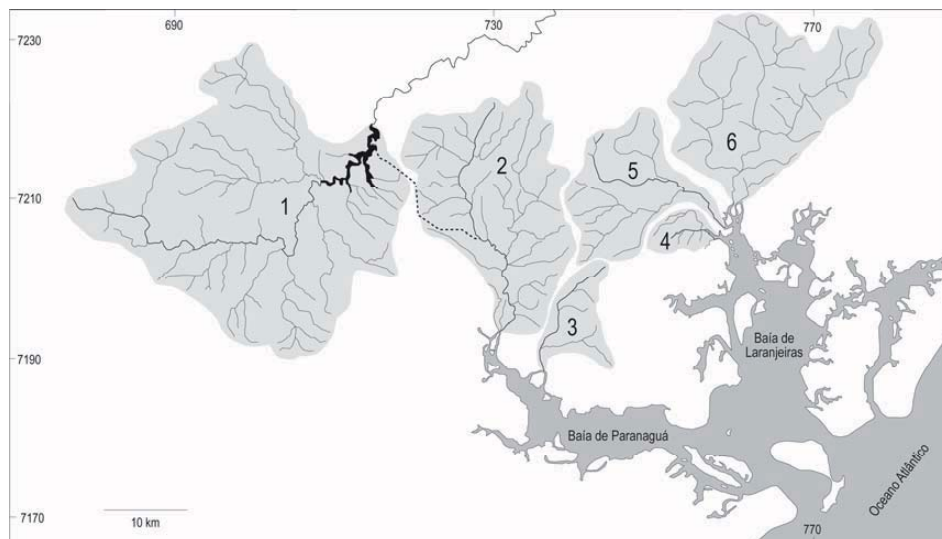 690
730
770
7230
7210
7190
7170
1
2
3
4
5
6
Baía de
Laranjeiras
Baía de Paranaguá
Oceano Atlântico
10 km
770